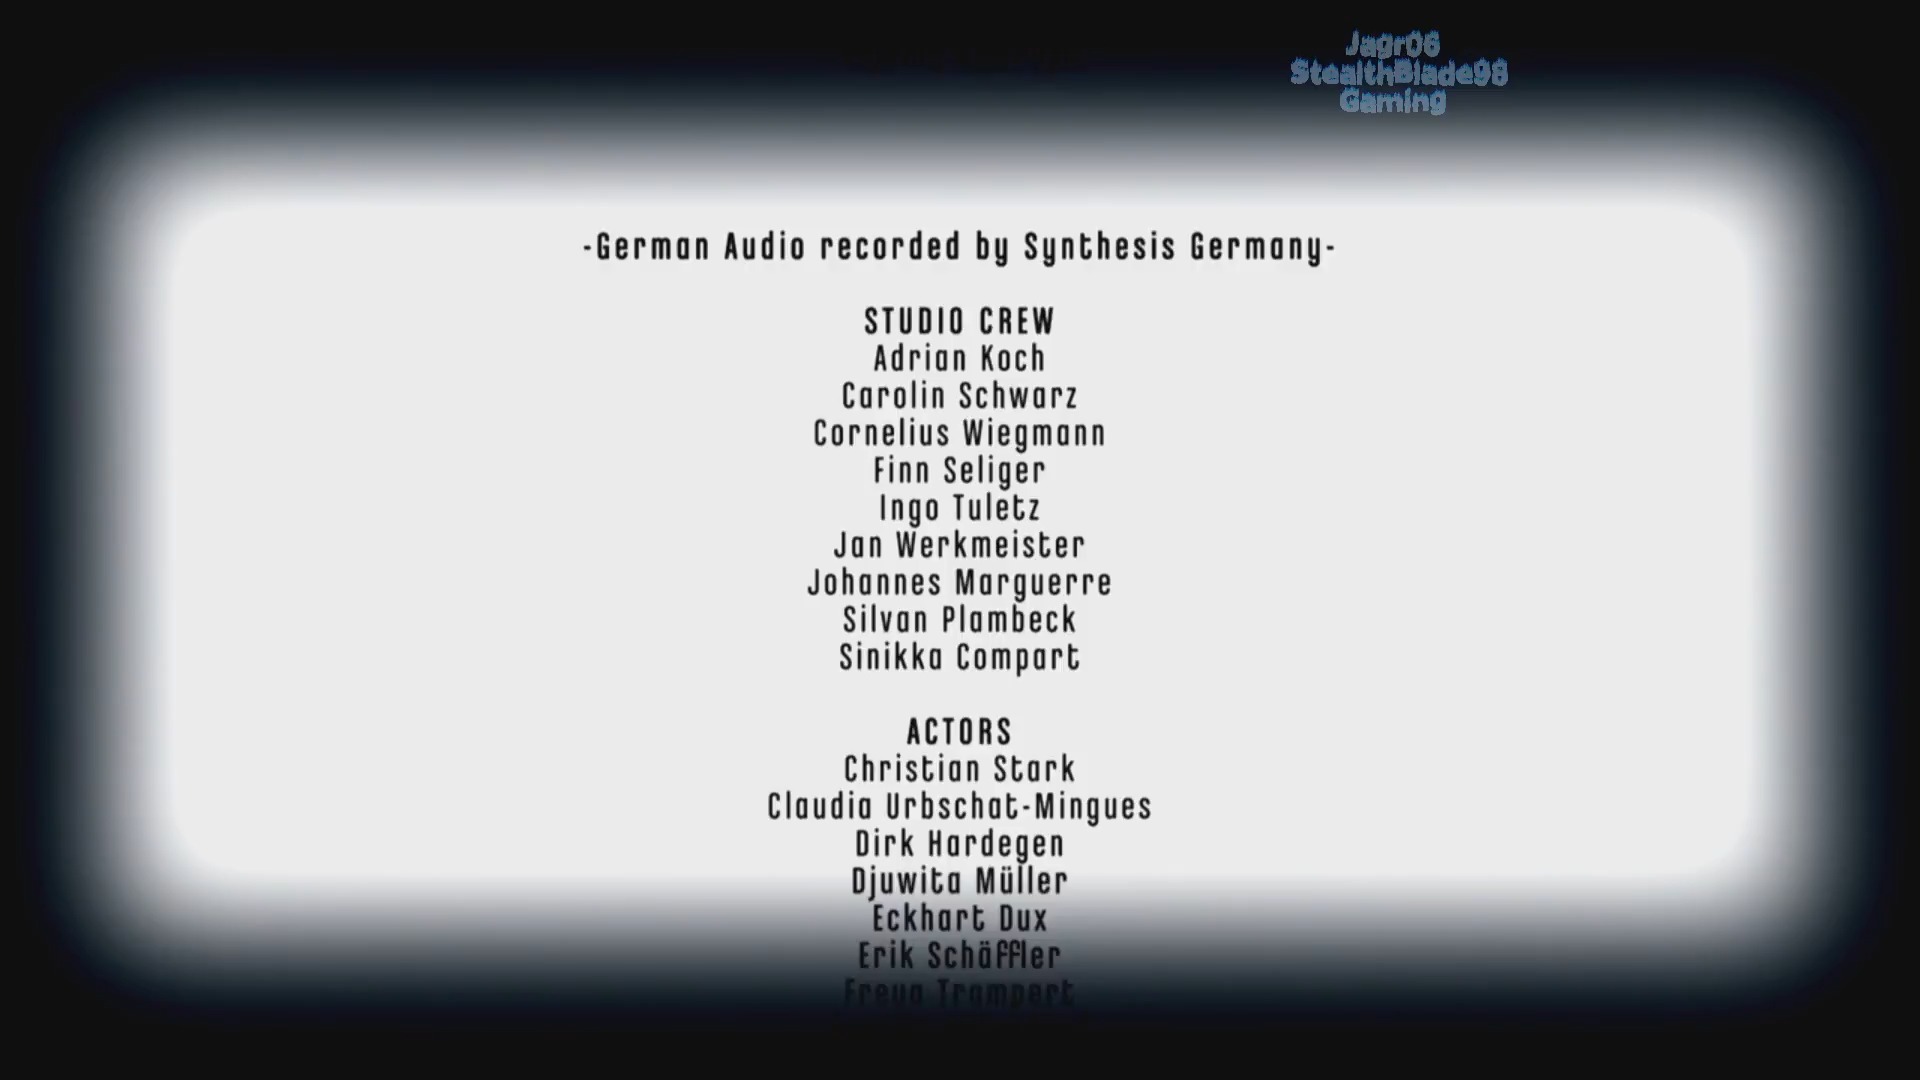 Jagr06
StealthBlade98
Gaming
-German Audio recorded by Synthesis Germany-
STUDIO CREW
Adrian Koch
Carolin Schwarz
Cornelius Wiegmann
Finn Seliger
Ingo Tuletz
Jan Werkmeister
Johannes Marguerre
Silvan Plambeck
Sinikka Compart
ACTORS
Christian Stark
Claudia Urbschat-Mingues
Dirk Hardegen
Djuwita Müller
Eckhart Dux
Erik Schäffler
Freya Trampert